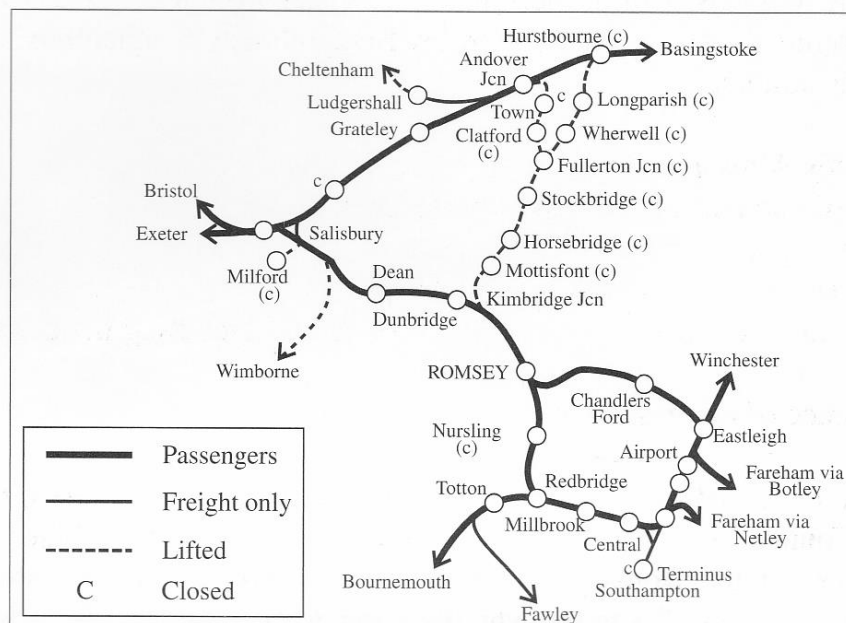 Hurstbourne (c)
Basingstoke
Andover
Jcn
Cheltenham
Ludgershall
Longparish (c)
c
Town
Grateley
Clatford
(c)
Wherwell (c)
Fullerton Jcn (c)
c
Stockbridge (c)
Bristol
Exeter
Salisbury
Horsebridge (c)
Milford
(c)
Mottisfont (c)
Dean
Kimbridge Jcn
Dunbridge
Wimborne
ROMSEY
Winchester
Chandlers
Ford
Eastleigh
Nursling
(c)
Airport
Fareham via
Botley
Redbridge
Totton
Millbrook
Central
Fareham via
Netley
c
Terminus
Southampton
Bournemouth
Fawley
Passengers
Freight only
Lifted
C Closed